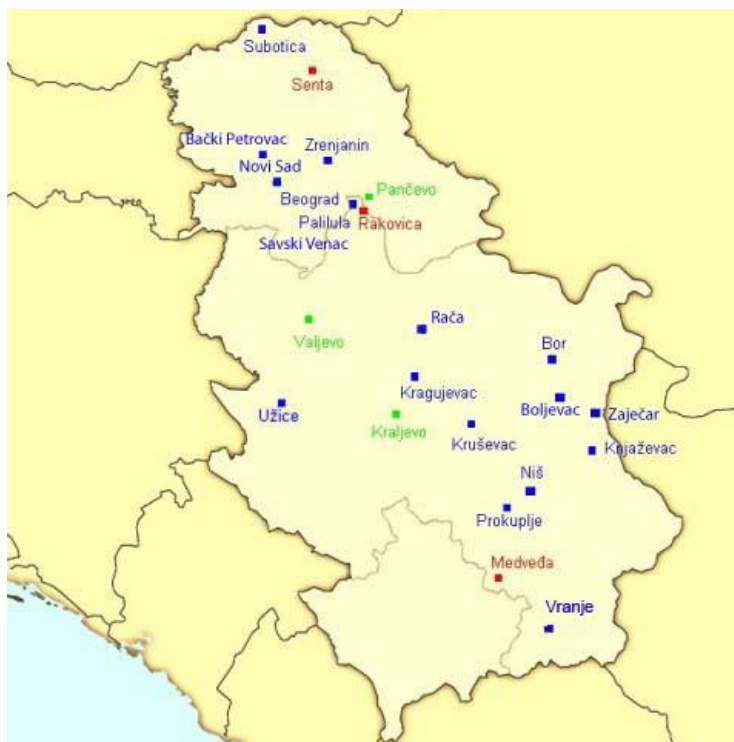 Subotica
Senta
Bački Petrovac
Zrenjanin
Novi Sad
Pančevo
Beograd
Palilula
Rakovica
Savski Venac
Rača
Valjevo
Bor
Kragujevac
Boljevac
Zaječar
Užice
Kraljevo
Kruševac
Knjaževac
Niš
Prokuplje
Medveđa
Vranje